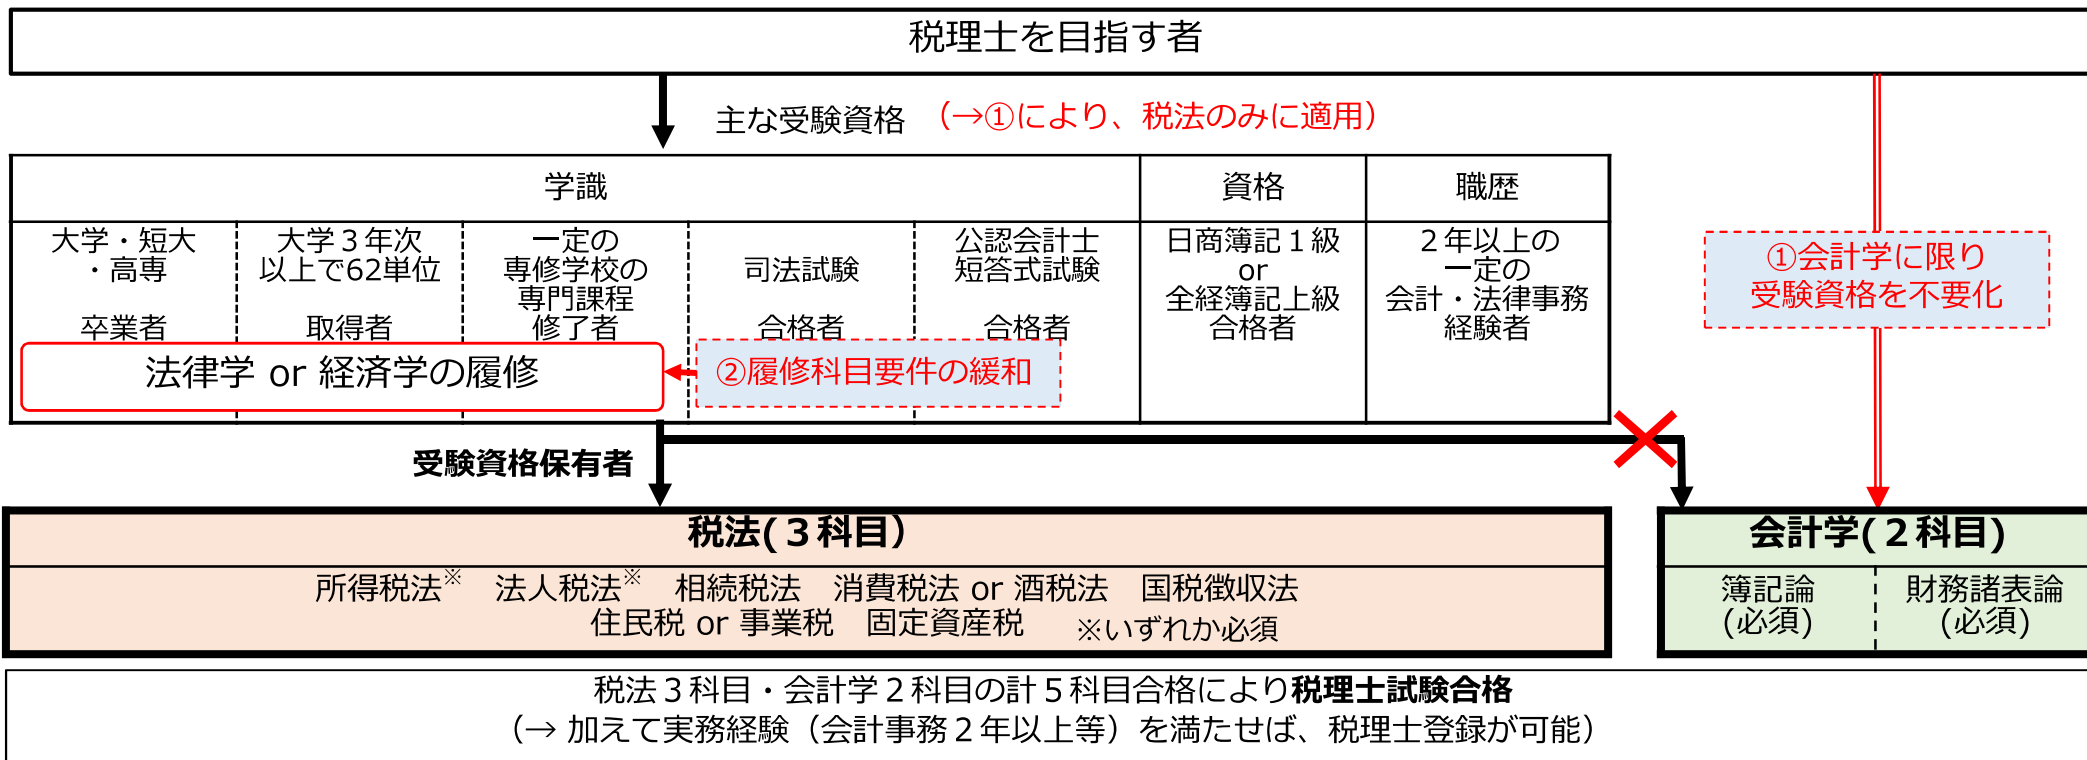 税理士を目指す者
主な受験資格 （→①により、税法のみに適用）
学識
資格
職歴
大学・短大
・高専
卒業者
大学３年次
以上で62単位
取得者
一定の
専修学校の
専門課程
修了者
司法試験
合格者
公認会計士
短答式試験
合格者
日商簿記１級
or
全経簿記上級
合格者
２年以上の
一定の
会計・法律事務
経験者
①会計学に限り
受験資格を不要化
法律学 or 経済学の履修
②履修科目要件の緩和
受験資格保有者
税法(３科目）
所得税法※ 法人税法※ 相続税法 消費税法 or 酒税法 国税徴収法
住民税 or 事業税 固定資産税 ※いずれか必須
会計学(２科目)
簿記論
(必須)
財務諸表論
(必須)
税法３科目・会計学２科目の計５科目合格により税理士試験合格
（→ 加えて実務経験（会計事務２年以上等）を満たせば、税理士登録が可能）